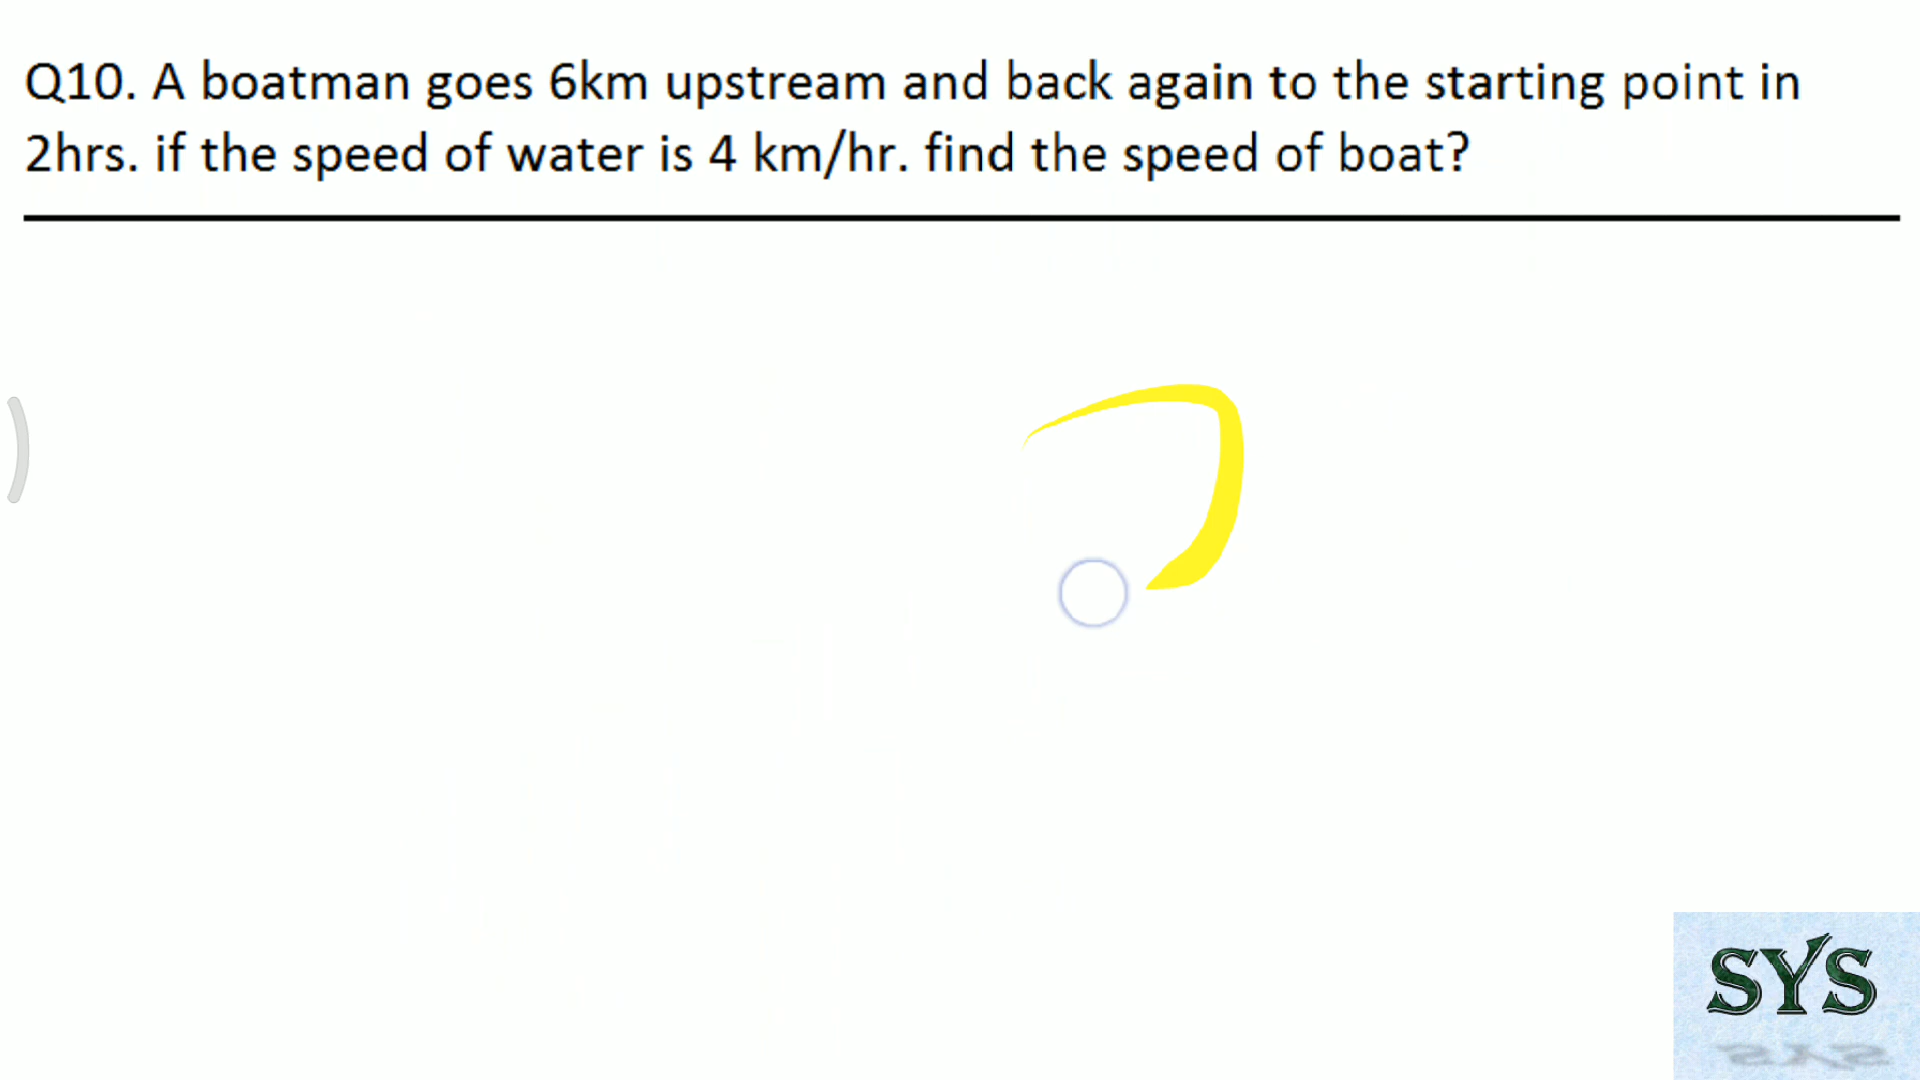 Q10. A boatman goes 6km upstream and back again to the starting point in
2hrs. if the speed of water is 4 km/hr. find the speed of boat?
SYS